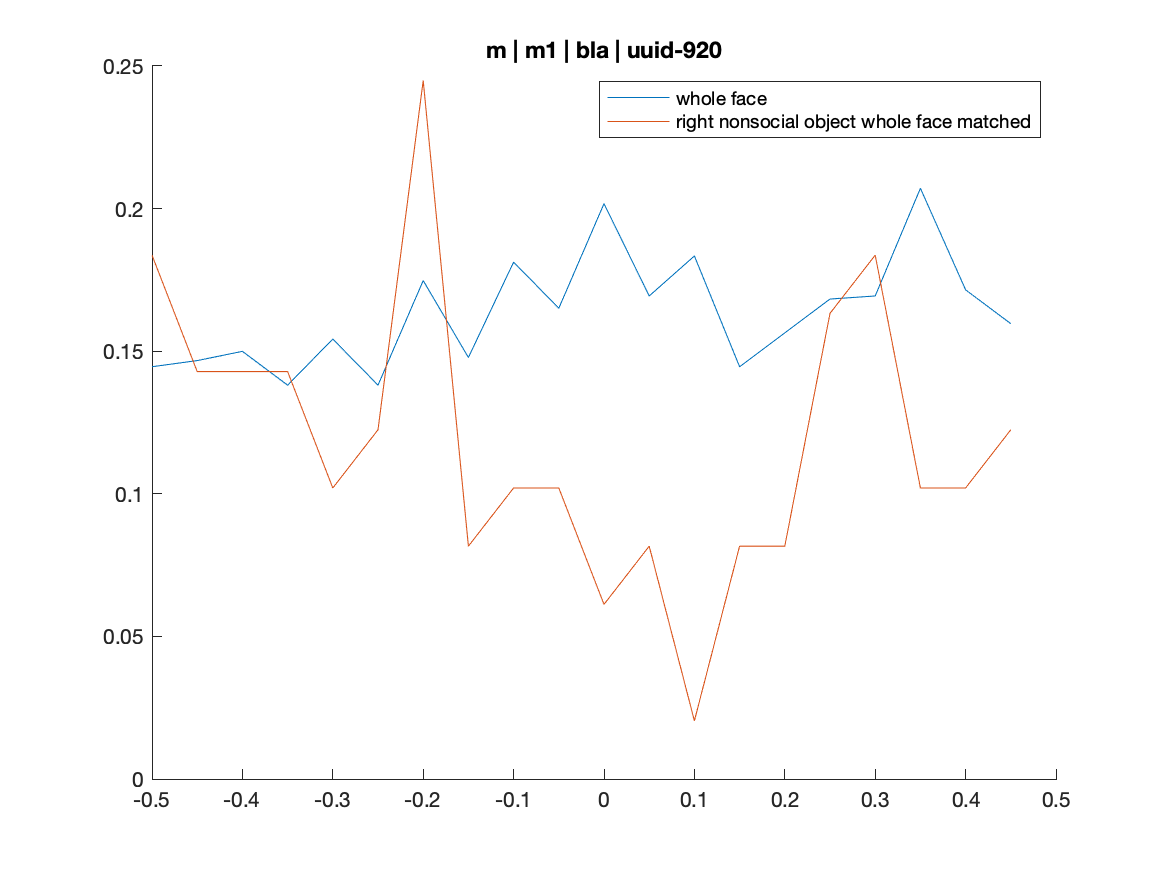 m | m1 | bla | uuid-920
0.25
whole face
right nonsocial object whole face matched
0.2
0.15
0.1
0.05
0
-0.5 -0.4 -0.3 -0.2 -0.1 0 0.1 0.2 0.3 0.4 0.5